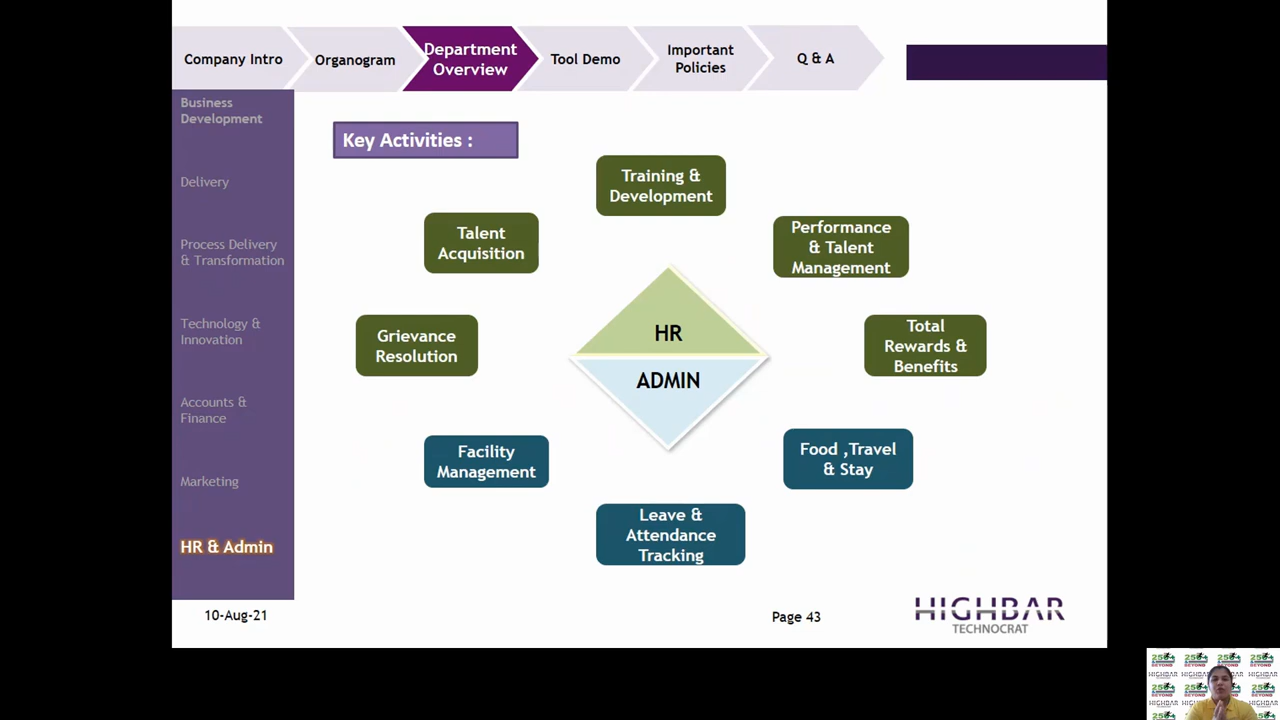 Company Intro
Organogram
Department
Overview
Tool Demo
Important
Policies
Q & A
Business
Development
Delivery
Process Delivery
& Transformation
Technology &
Innovation
Accounts &
Finance
Marketing
HR & Admin
Key Activities :
Training &
Development
Talent
Acquisition
Performance
& Talent
Management
Grievance
Resolution
HR
ADMIN
Total
Rewards &
Benefits
Facility
Management
Food ,Travel
& Stay
Leave &
Attendance
Tracking
10-Aug-21
Page 43
HIGHBAR
TECHNOCRAT